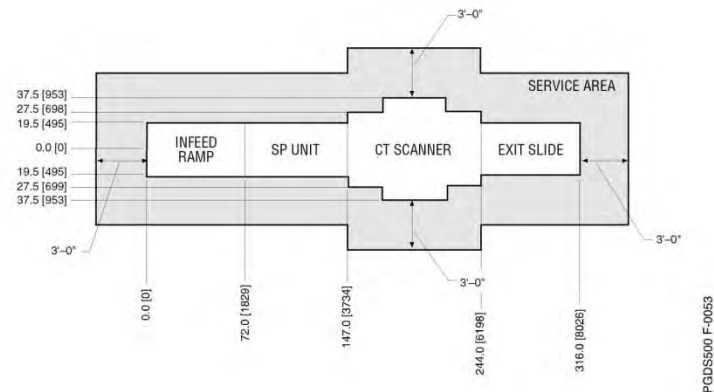 3'–0"
SERVICE AREA
37.5 [953]
27.5 [698]
19.5 [495]
0.0 [0]
19.5 [495]
27.5 [699]
37.5 [953]
INFEED
RAMP
SP UNIT
CT SCANNER
EXIT SLIDE
3'–0"
3'–0"
3'–0"
0.0 [0]
72.0 [1829]
147.0 [3734]
244.0 [6198]
316.0 [8026]
PGDS500 F-0053